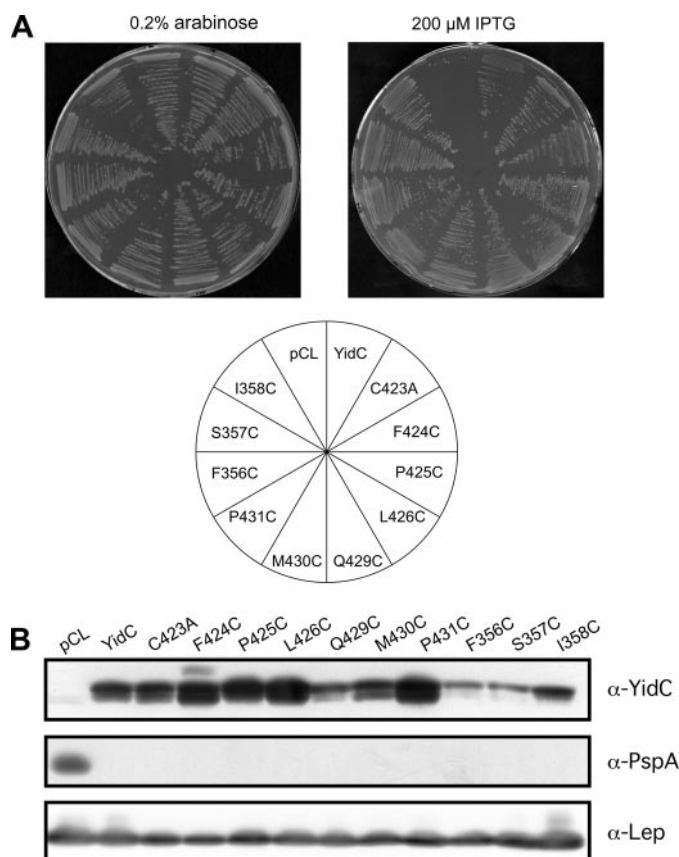 A
0.2% arabinose
200 µM IPTG
pCL
YidC
I358C
C423A
S357C
F424C
F356C
P425C
P431C
L426C
M430C
Q429C
B
pCL YidC C423A F424C P425C L426C Q429C M430C P431C F356C S357C I358C
α-YidC
α-PspA
α-Lep